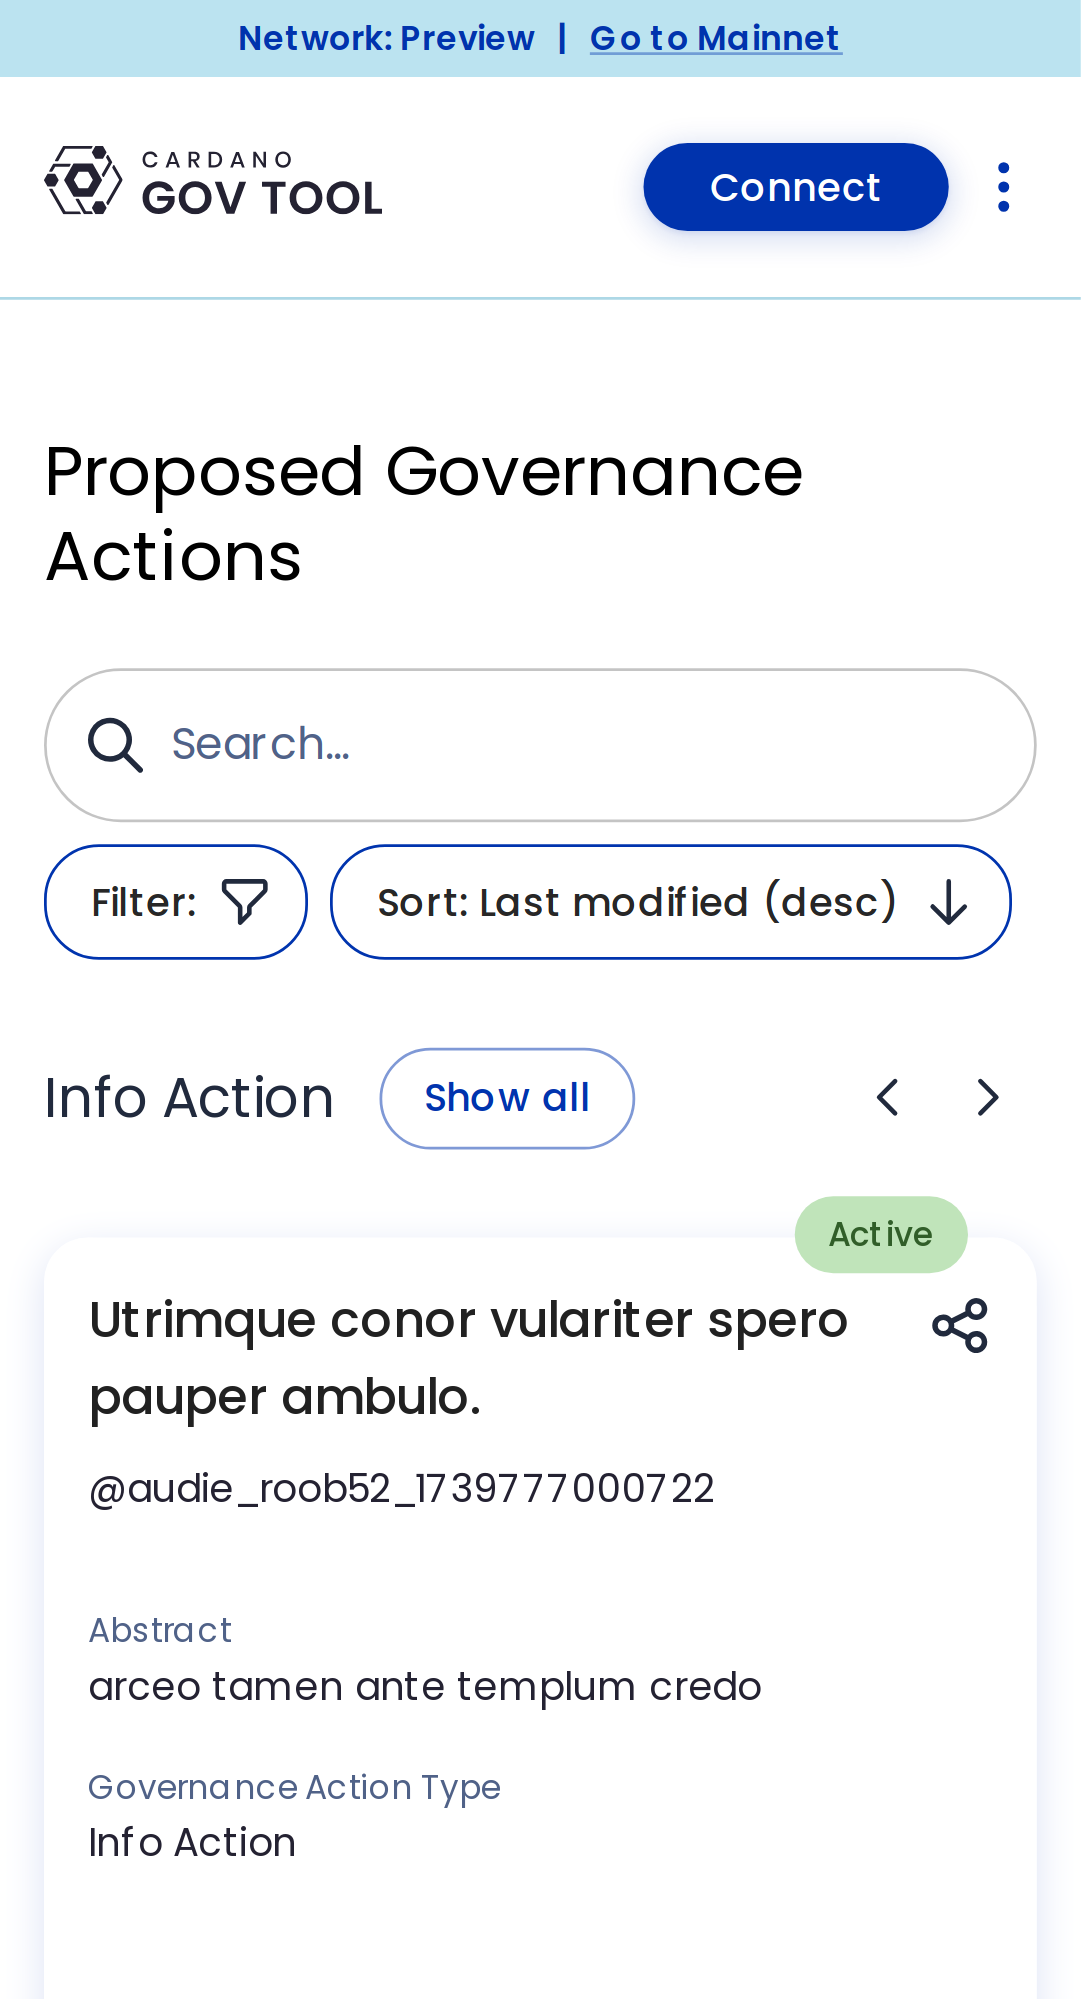 Network: Preview | Go to Mainnet
CARDANO
GOV TOOL
Connect
Proposed Governance
Actions
Search...
Filter:
Sort: Last modified (desc)
Info Action
Show all
Active
Utrimque conor vulariter spero
pauper ambulo.
@audie_roob52_1739777000722
Abstract
arceo tamen ante templum credo
Governance Action Type
Info Action